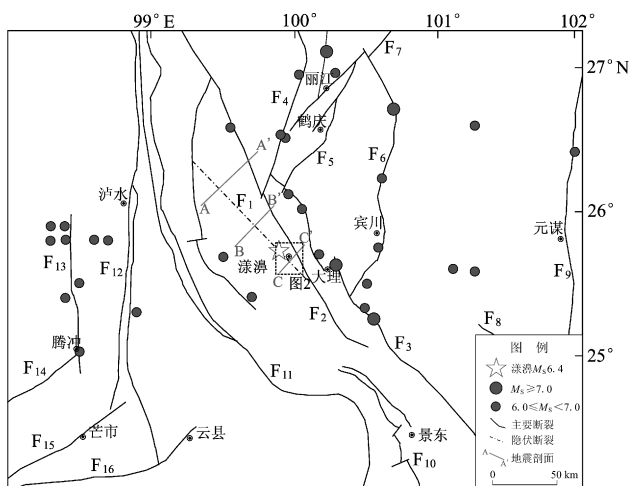 99°E
100°
101°
102°
27°N
26°
25°
F₇
丽江
F₄
鹤庆
F₅
F₆
A'
A
F₁
B'
B
C'
C
泸水
宾川
元谋
漾濞
大理
图2
F₁₃
F₁₂
F₉
F₂
F₃
F₈
腾冲
F₁₄
F₁₁
F₁₅
芒市
云县
景东
F₁₆
F₁₀
图 例
漾濞Mₛ6.4
Mₛ≥7.0
6.0≤Mₛ<7.0
主要断裂
隐伏断裂
A A' 地震剖面
0 50 km